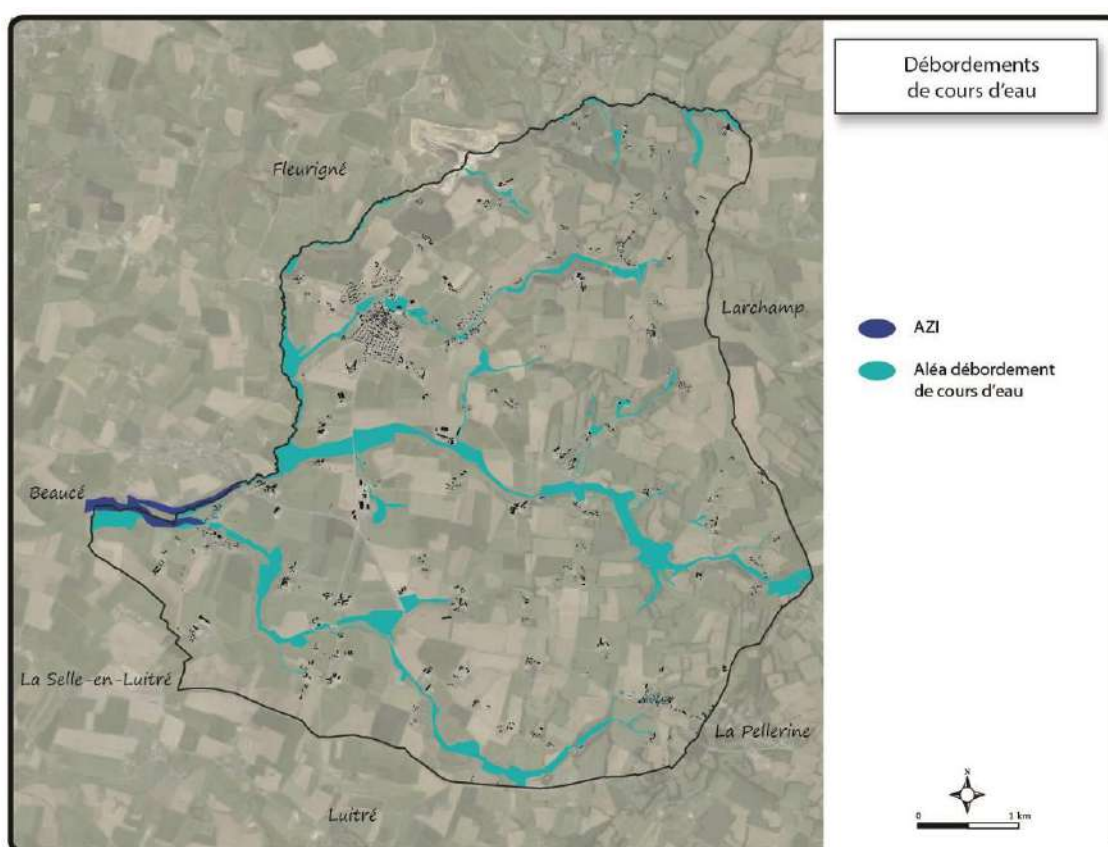 Débordements
de cours d'eau
Fleurigné
Larchamp
AZI
Aléa débordement
de cours d'eau
Beaucé
La Selle-en-Luitré
La Pellerine
Luitré
N
0 1 km